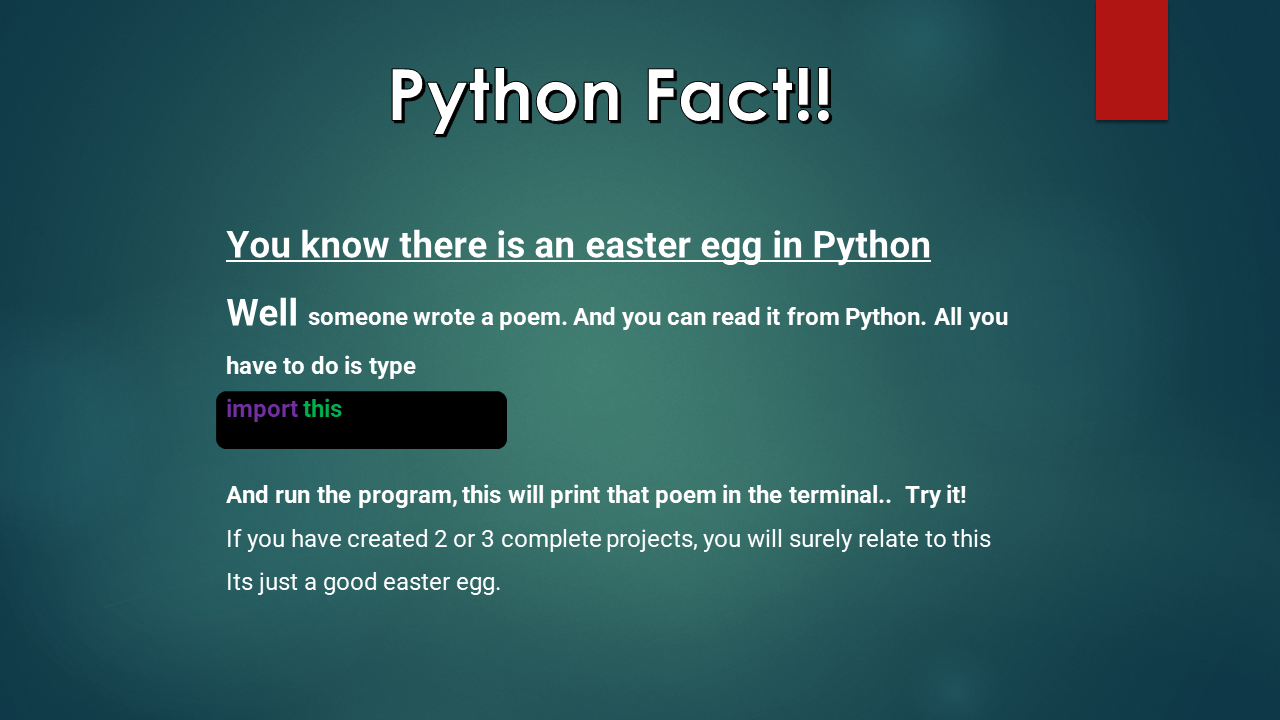 Python Fact!!
You know there is an easter egg in Python
Well someone wrote a poem. And you can read it from Python. All you
have to do is type
import this
And run the program, this will print that poem in the terminal..  Try it!
If you have created 2 or 3 complete projects, you will surely relate to this
Its just a good easter egg.